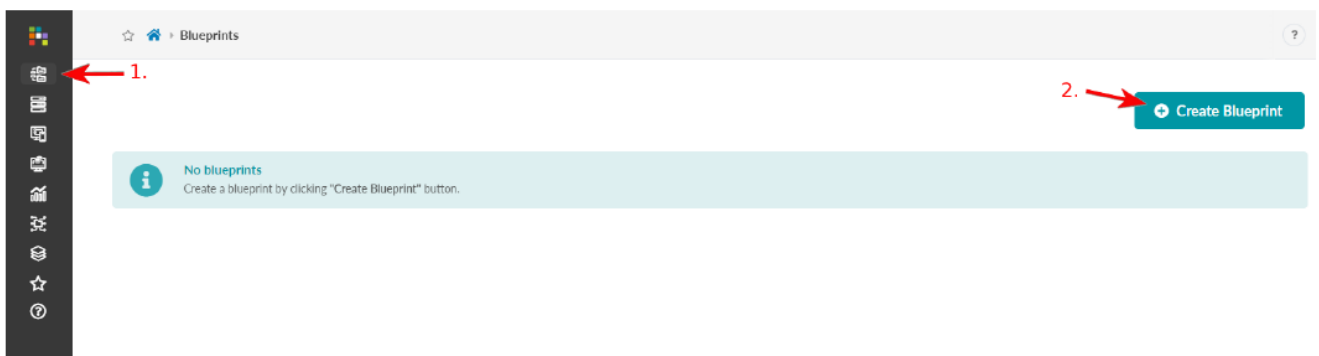 Blueprints
?
1.
2.
Create Blueprint
No blueprints
Create a blueprint by clicking "Create Blueprint" button.